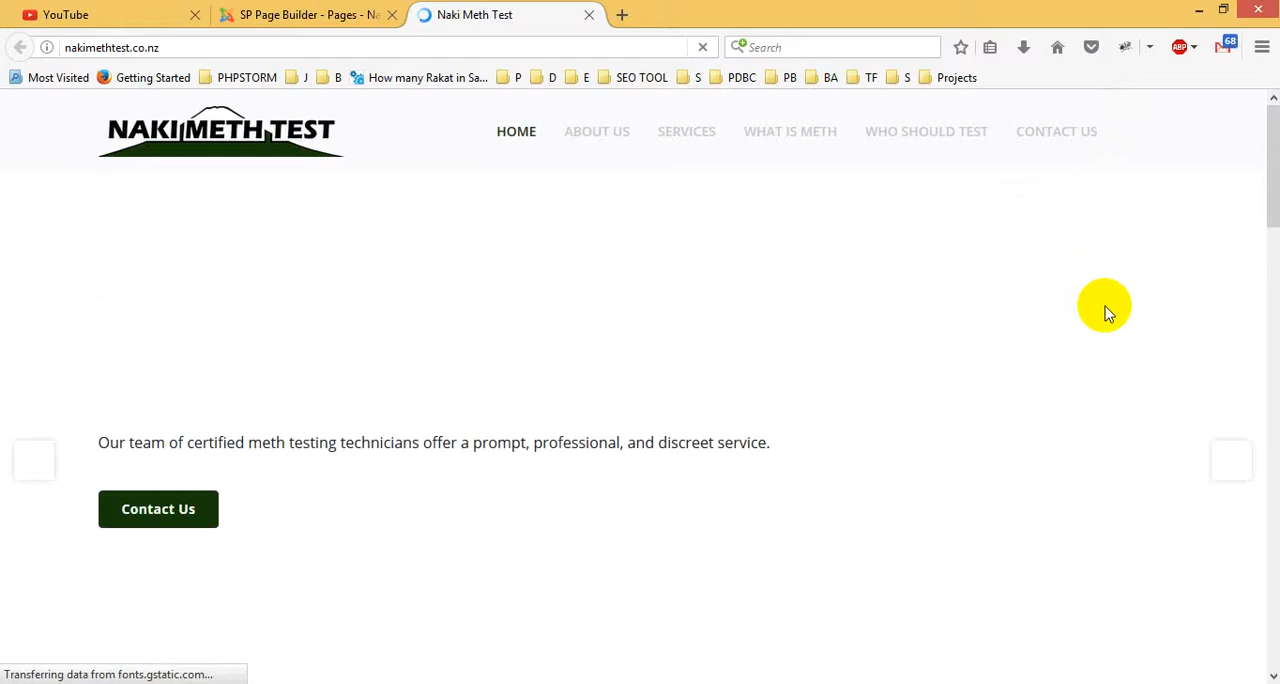 YouTube
SP Page Builder - Pages - Na
Naki Meth Test
nakimethtest.co.nz
Search
ABP
68
Most Visited
Getting Started
PHPSTORM
J
B
How many Rakat in Sa...
P
D
E
SEO TOOL
S
PDBC
PB
BA
TF
S
Projects
NAKI METH TEST
HOME
ABOUT US
SERVICES
WHAT IS METH
WHO SHOULD TEST
CONTACT US
Our team of certified meth testing technicians offer a prompt, professional, and discreet service.
Contact Us
Transferring data from fonts.gstatic.com...